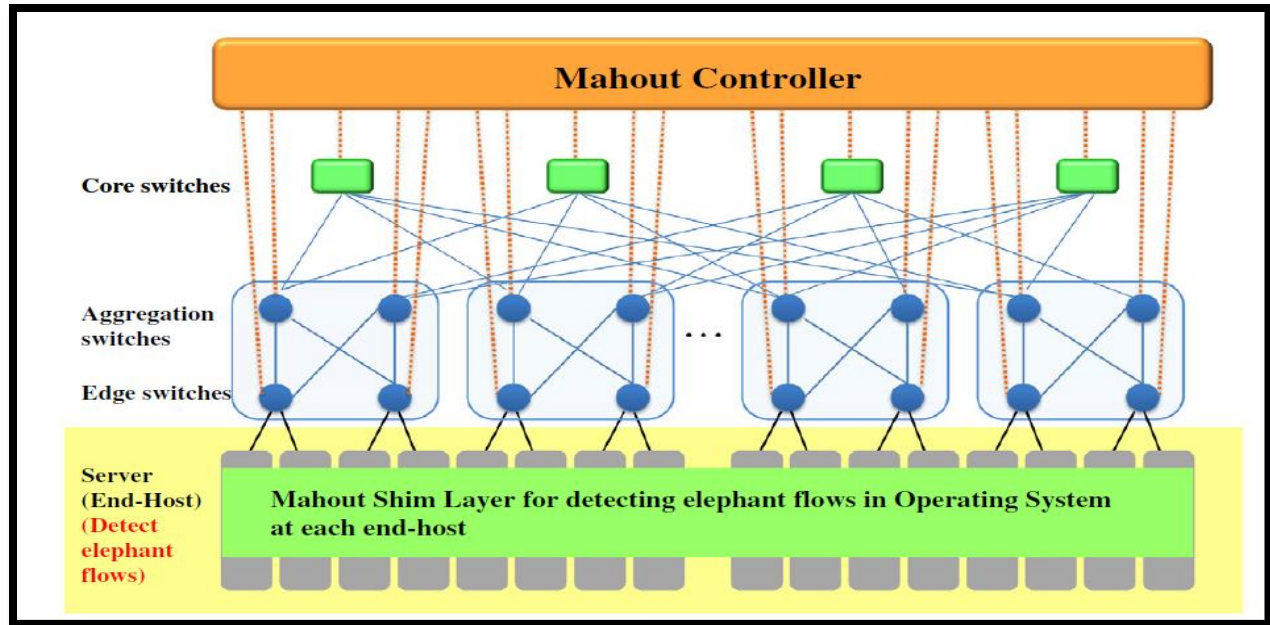 Mahout Controller
Core switches
Aggregation
switches
. . .
Edge switches
Server
(End-Host)
(Detect
elephant
flows)
Mahout Shim Layer for detecting elephant flows in Operating System
at each end-host